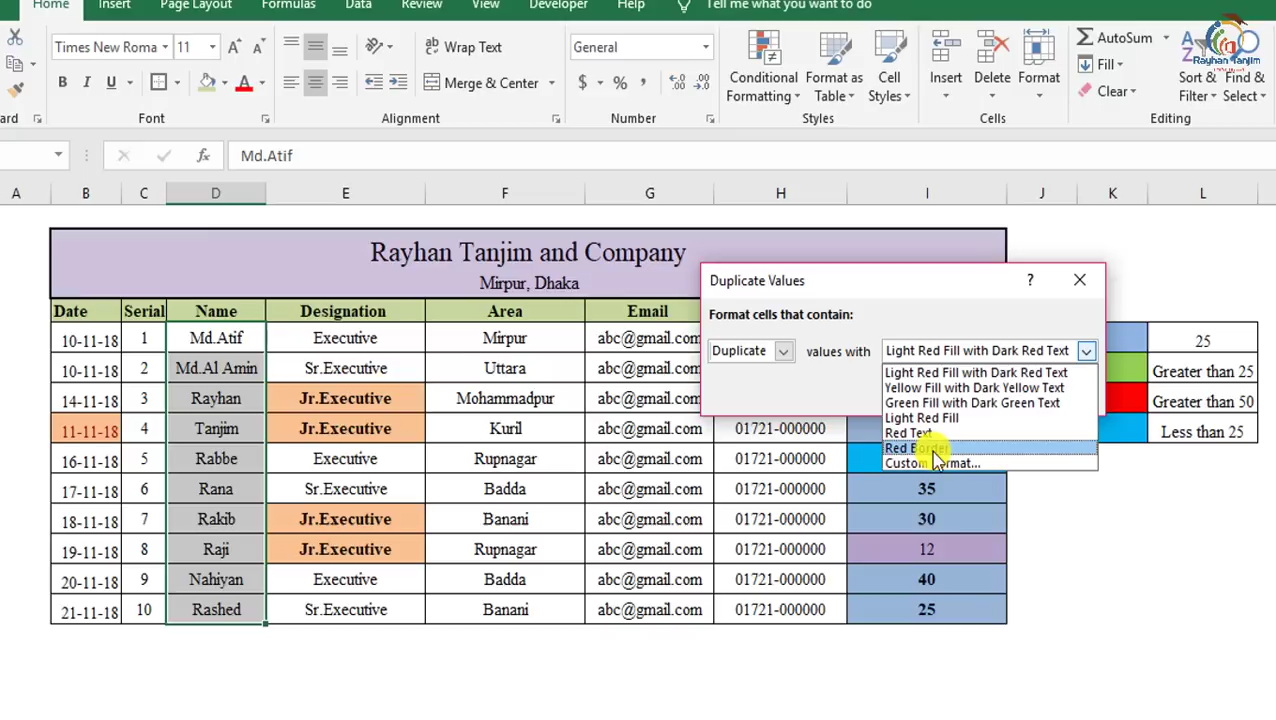 Home Insert Page Layout Formulas Data Review View Developer Help Tell me what you want to do
Times New Roma 11 Wrap Text General AutoSum
Rayhan Tanjim
B I U Merge & Center $ % Conditional Formatting Format as Table Cell Styles Insert Delete Format Fill Clear Sort & Filter Find & Select
ard Font Alignment Number Styles Cells Editing
fx Md.Atif
A B C D E F G H I J K L
Rayhan Tanjim and Company
Mirpur, Dhaka
Duplicate Values ?
Format cells that contain:
Duplicate values with Light Red Fill with Dark Red Text
Light Red Fill with Dark Red Text
Yellow Fill with Dark Yellow Text
Green Fill with Dark Green Text
Light Red Fill
Red Text
Red Border
Custom Format...
Date Serial Name Designation Area Email
10-11-18 1 Md.Atif Executive Mirpur abc@gmail.com 25
10-11-18 2 Md.Al Amin Sr.Executive Uttara abc@gmail.com Greater than 25
14-11-18 3 Rayhan Jr.Executive Mohammadpur abc@gmail.com Greater than 50
11-11-18 4 Tanjim Jr.Executive Kuril abc@gmail.com 01721-000000 Less than 25
16-11-18 5 Rabbe Executive Rupnagar abc@gmail.com 01721-000000
17-11-18 6 Rana Sr.Executive Badda abc@gmail.com 01721-000000 35
18-11-18 7 Rakib Jr.Executive Banani abc@gmail.com 01721-000000 30
19-11-18 8 Raji Jr.Executive Rupnagar abc@gmail.com 01721-000000 12
20-11-18 9 Nahiyan Executive Badda abc@gmail.com 01721-000000 40
21-11-18 10 Rashed Sr.Executive Banani abc@gmail.com 01721-000000 25